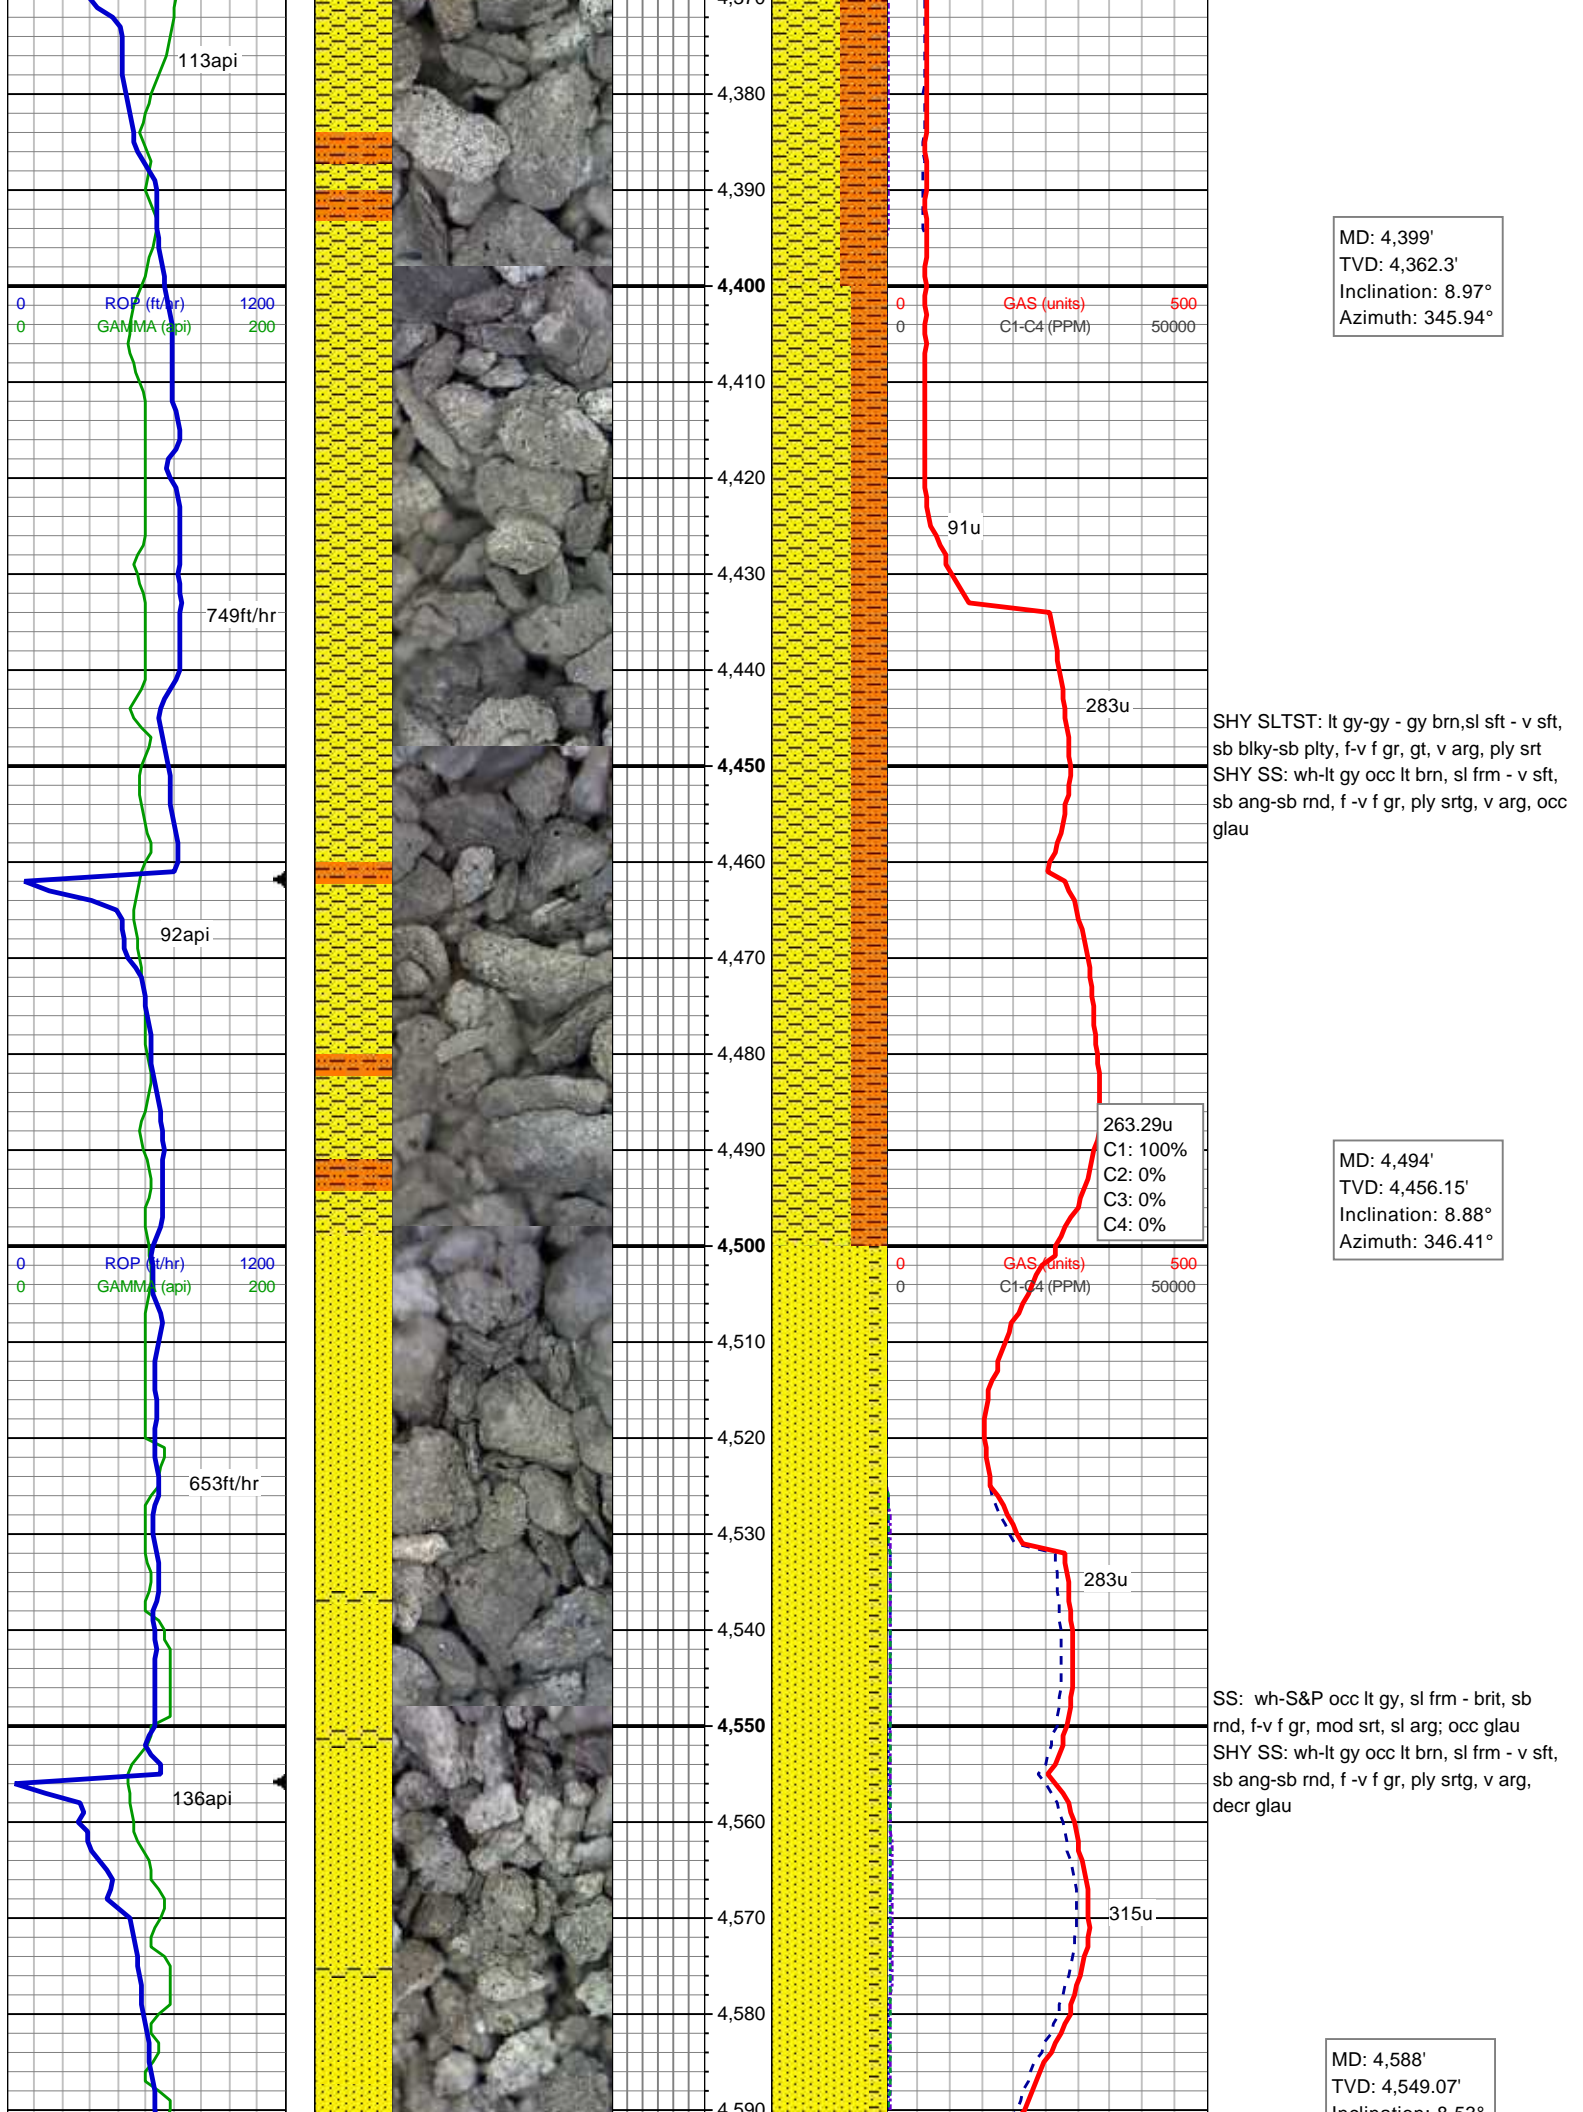 4,370
113api
4,380
4,390
MD: 4,399'
TVD: 4,362.3'
Inclination: 8.97°
Azimuth: 345.94°
4,400
0 ROP (ft/hr) 1200
0 GAMMA (api) 200
0 GAS (units) 500
0 C1-C4 (PPM) 50000
4,410
4,420
91u
4,430
749ft/hr
4,440
283u
SHY SLTST: lt gy-gy - gy brn,sl sft - v sft,
sb blky-sb plty, f-v f gr, gt, v arg, ply srt
SHY SS: wh-lt gy occ lt brn, sl frm - v sft,
sb ang-sb rnd, f -v f gr, ply srtg, v arg, occ
glau
4,450
4,460
92api
4,470
4,480
263.29u
C1: 100%
C2: 0%
C3: 0%
C4: 0%
4,490
MD: 4,494'
TVD: 4,456.15'
Inclination: 8.88°
Azimuth: 346.41°
4,500
0 ROP (ft/hr) 1200
0 GAMMA (api) 200
0 GAS (units) 500
0 C1-C4 (PPM) 50000
4,510
4,520
653ft/hr
4,530
283u
4,540
SS:  wh-S&P occ lt gy, sl frm - brit, sb
rnd, f-v f gr, mod srt, sl arg; occ glau
SHY SS: wh-lt gy occ lt brn, sl frm - v sft,
sb ang-sb rnd, f -v f gr, ply srtg, v arg,
decr glau
4,550
136api
4,560
4,570
315u
4,580
MD: 4,588'
TVD: 4,549.07'
Inclination: 8.53°
4,590